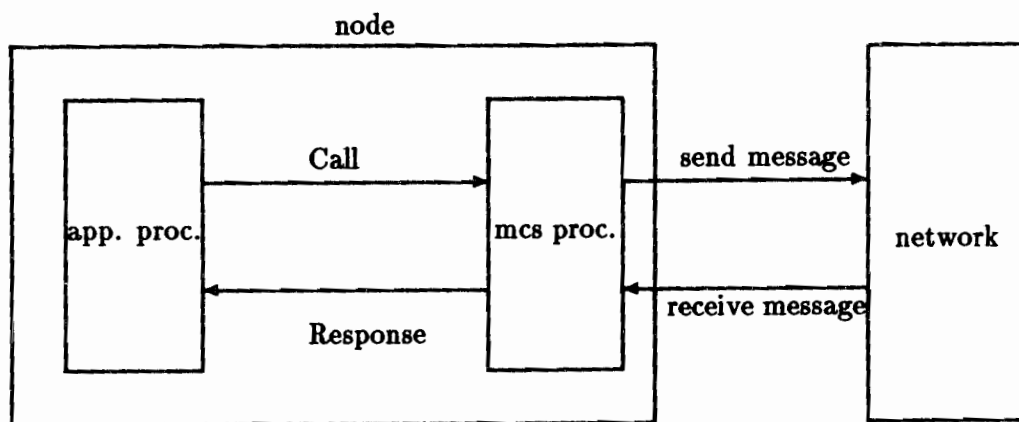 node
Call
send message
app. proc.
mcs proc.
network
receive message
Response